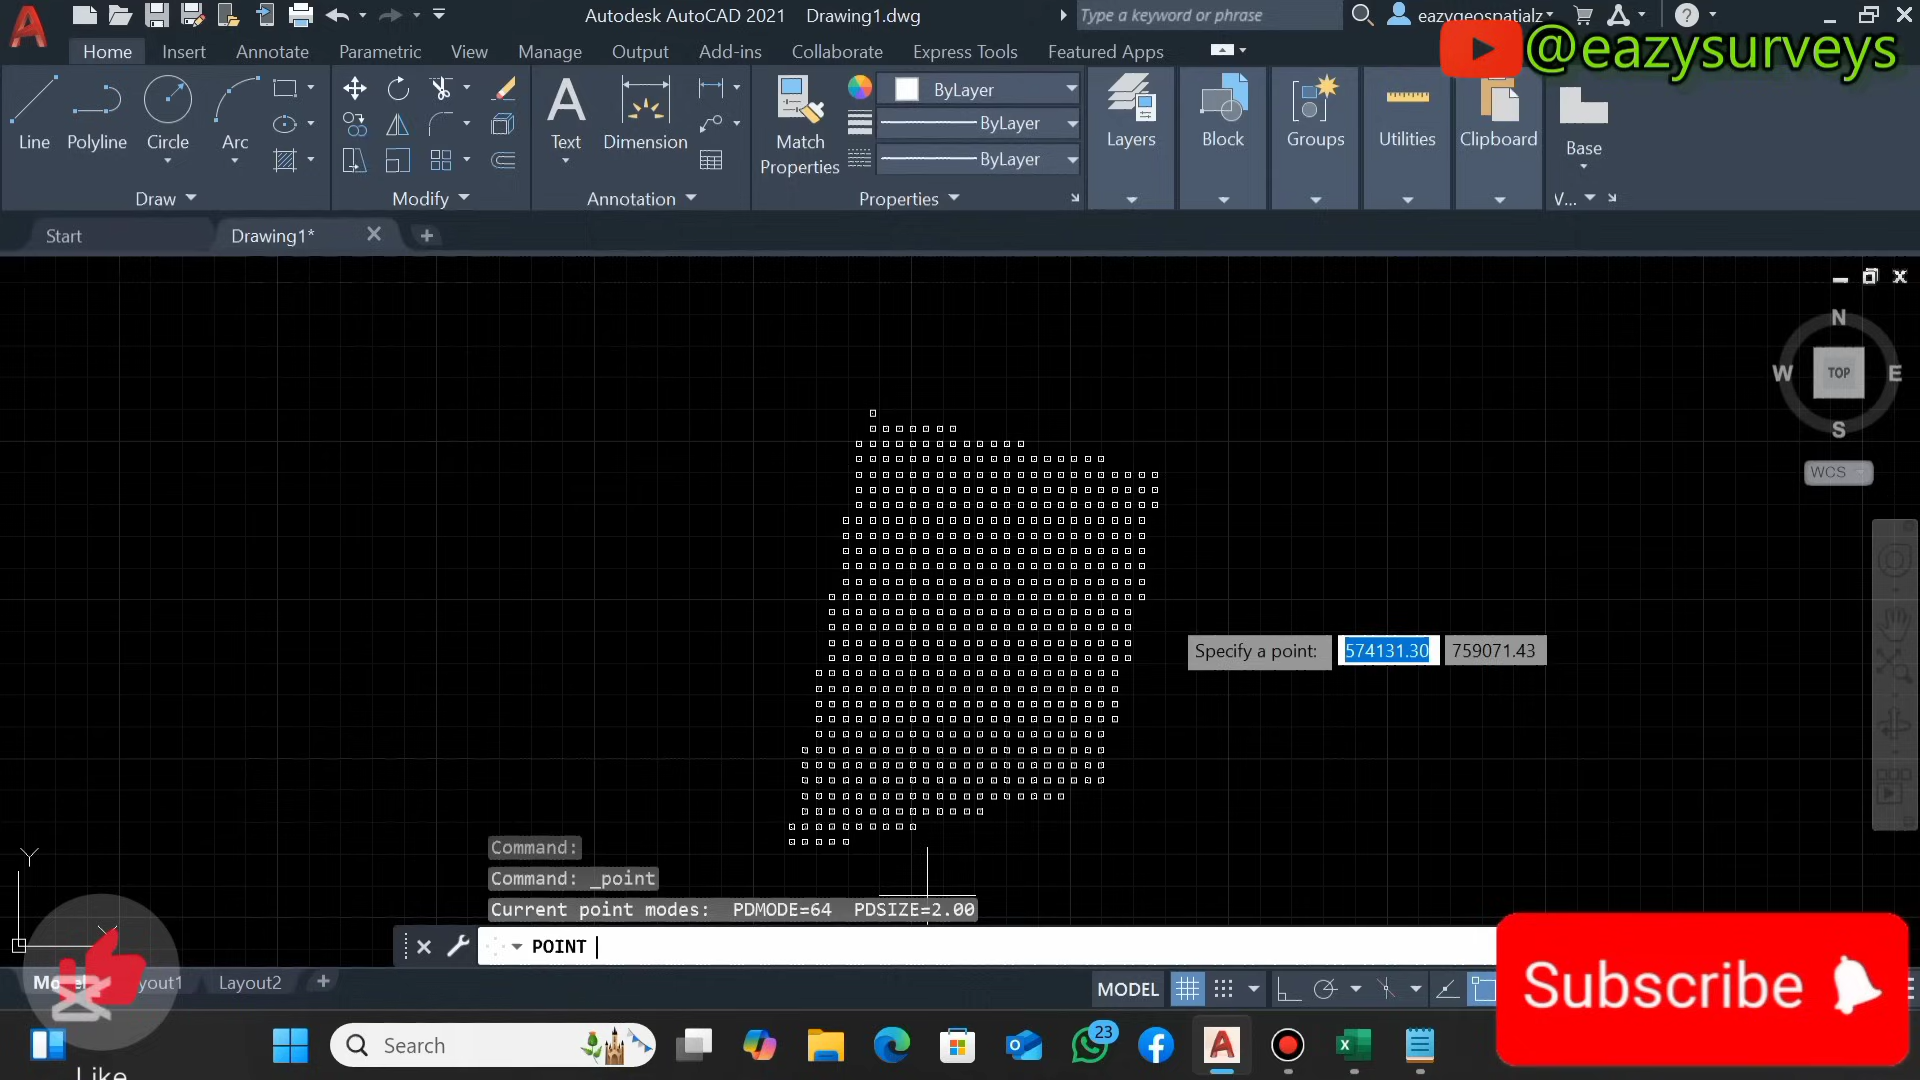 Autodesk AutoCAD 2021 Drawing1.dwg
Type a keyword or phrase
eazygeospatialz
@eazysurveys
Home Insert Annotate Parametric View Manage Output Add-ins Collaborate Express Tools Featured Apps
Line Polyline Circle Arc
Text Dimension
Match Properties
ByLayer
ByLayer
ByLayer
Layers Block Groups Utilities Clipboard Base
Draw Modify Annotation Properties V...
Start Drawing1*
N
W TOP E
S
WCS
Specify a point: 574131.30 759071.43
Command:
Command: _point
Current point modes: PDMODE=64 PDSIZE=2.00
POINT
Y
Layout2
MODEL
Subscribe
Search
23
Like